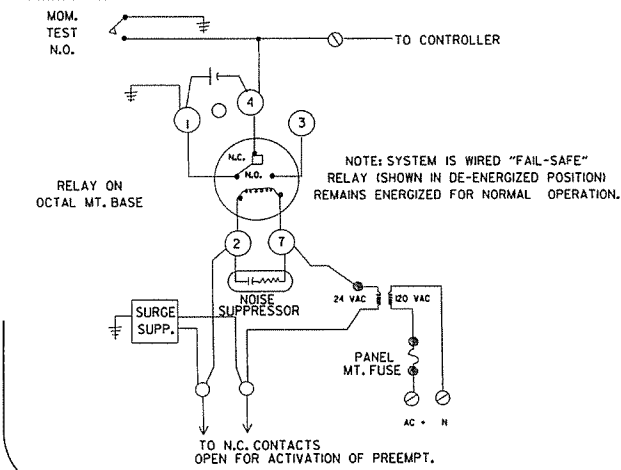 MOM.
TEST
N.O.
TO CONTROLLER
1
4
3
N.C.
N.O.
RELAY ON
OCTAL MT. BASE
NOTE: SYSTEM IS WIRED "FAIL-SAFE"
RELAY (SHOWN IN DE-ENERGIZED POSITION)
REMAINS ENERGIZED FOR NORMAL OPERATION.
2
7
NOISE
SUPPRESSOR
24 VAC
120 VAC
SURGE
SUPP.
PANEL
MT. FUSE
AC +
N
TO N.C. CONTACTS
OPEN FOR ACTIVATION OF PREEMPT.